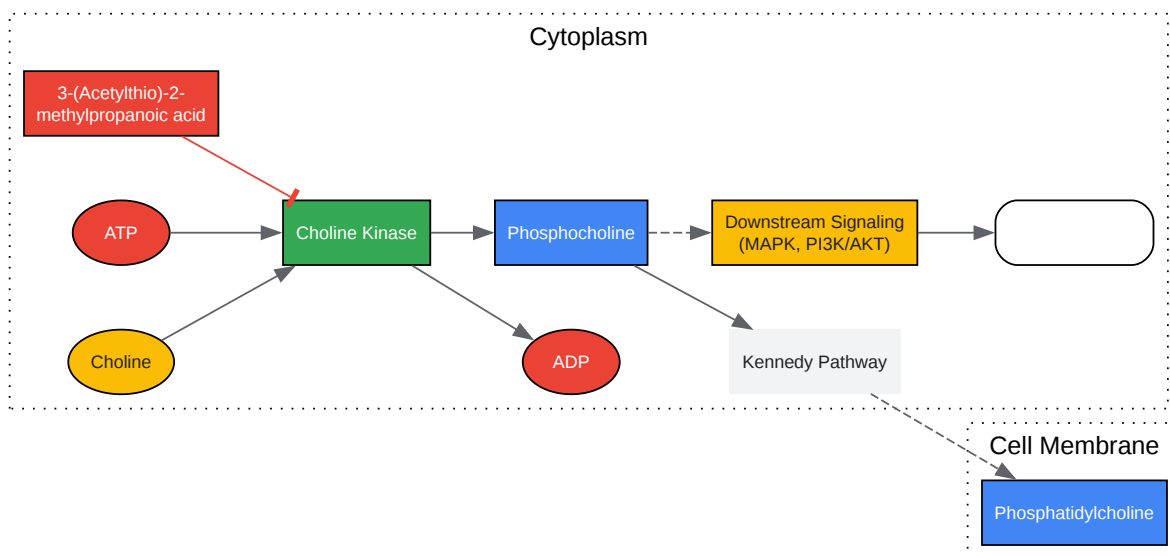 Cytoplasm
3-(Acetylthio)-2-
methylpropanoic acid
ATP
Choline Kinase
Phosphocholine
Downstream Signaling
(MAPK, PI3K/AKT)
Choline
ADP
Kennedy Pathway
Cell Membrane
Phosphatidylcholine